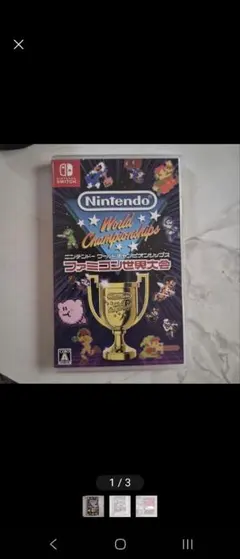 NINTENDO
SWITCH
Nintendo
World
Championships
ニンテンドー ワールド チャンピオンシップス
ファミコン世界大会
A
1 / 3